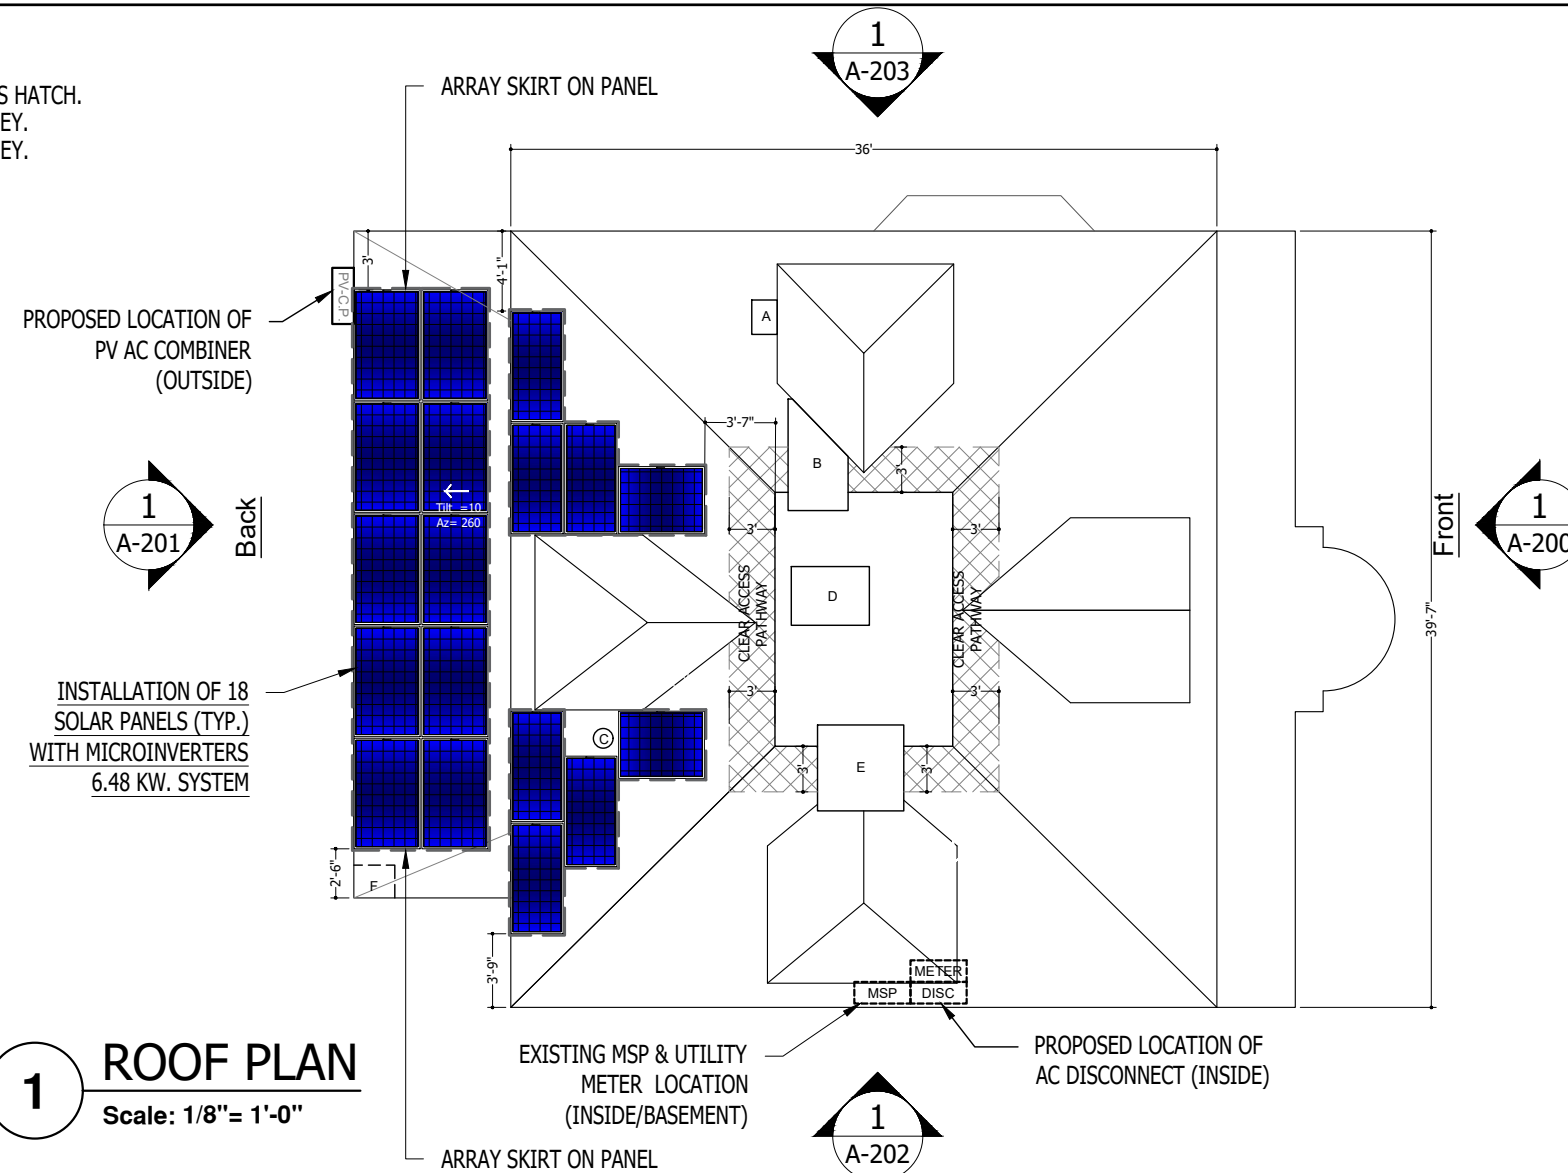 S HATCH.
EY.
EY.
ARRAY SKIRT ON PANEL
1
A-203
36'
3'
4'-1"
PV-C.P.
PROPOSED LOCATION OF
PV AC COMBINER
(OUTSIDE)
A
3'-7"
B
3'
1
A-201
Back
Tilt =10
Az= 260
3'
3'
CLEAR ACCESS
PATHWAY
D
CLEAR ACCESS
PATHWAY
Front
1
A-200
39'-7"
INSTALLATION OF 18
SOLAR PANELS (TYP.)
WITH MICROINVERTERS
6.48 KW. SYSTEM
3'
3'
C
3'
E
3'
2'-6"
F
3'-9"
METER
MSP
DISC
1
ROOF PLAN
Scale: 1/8"= 1'-0"
EXISTING MSP & UTILITY
METER LOCATION
(INSIDE/BASEMENT)
PROPOSED LOCATION OF
AC DISCONNECT (INSIDE)
1
A-202
ARRAY SKIRT ON PANEL